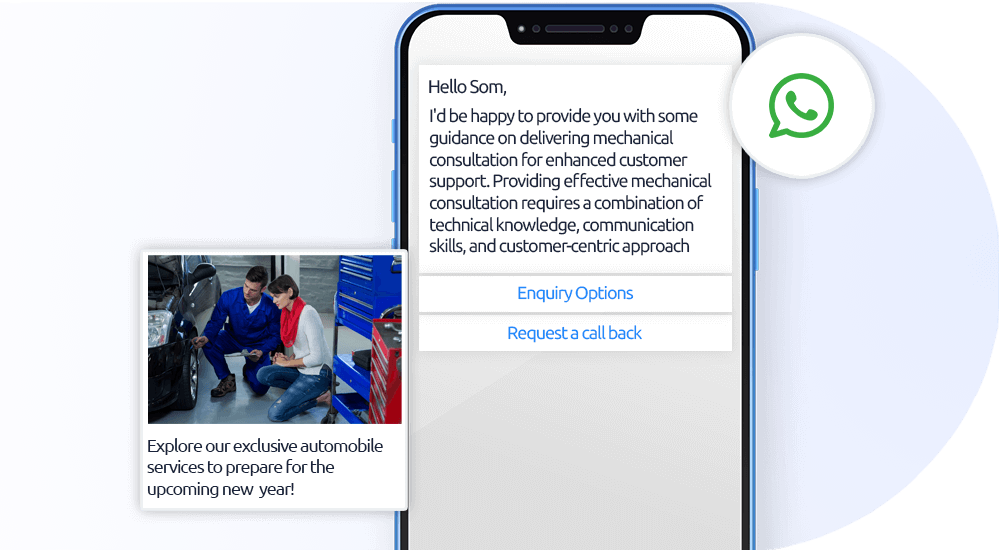 Hello Som,
I'd be happy to provide you with some
guidance on delivering mechanical
consultation for enhanced customer
support. Providing effective mechanical
consultation requires a combination of
technical knowledge, communication
skills, and customer-centric approach
Enquiry Options
Request a call back
Explore our exclusive automobile
services to prepare for the
upcoming new year!